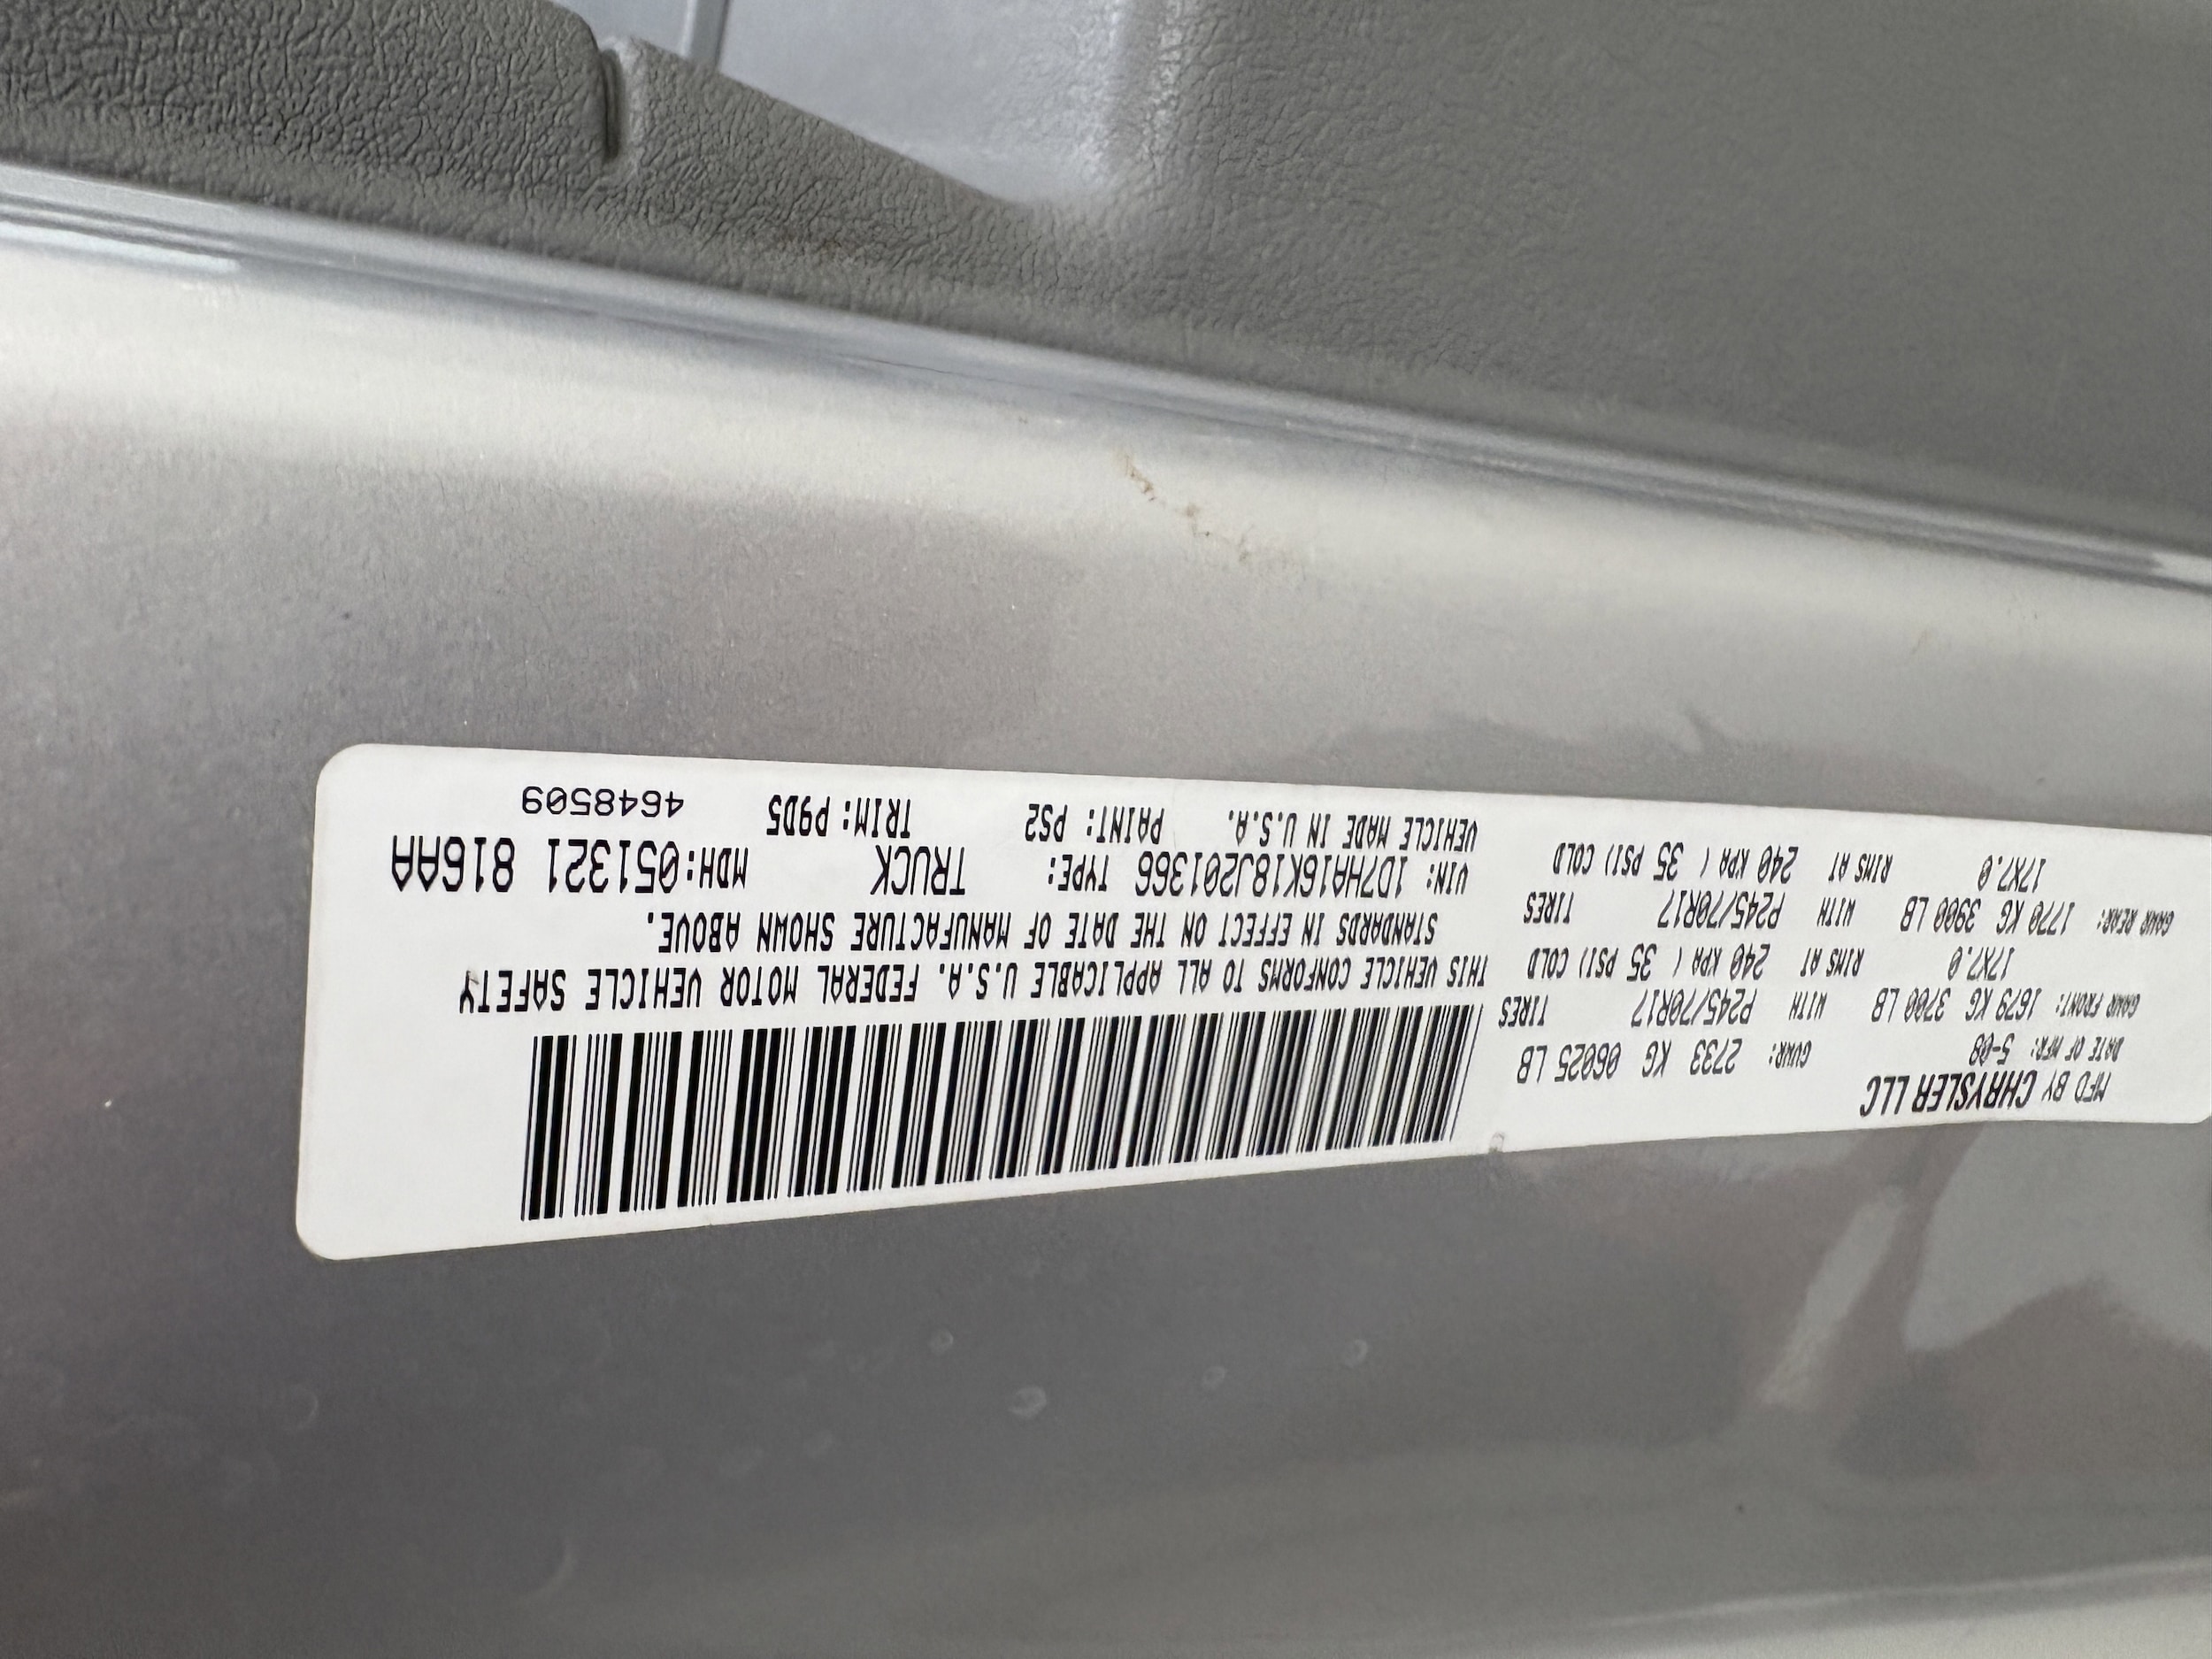 MFD BY CHRYSLER LLC
DATE OF MFR: 5-08 GVWR: 2733 KG 06025 LB
GAWR FRONT: 1679 KG 3700 LB WITH P245/70R17 TIRES
17X7.0 RIMS AT 240 KPA ( 35 PSI) COLD
GAWR REAR: 1770 KG 3900 LB WITH P245/70R17 TIRES
17X7.0 RIMS AT 240 KPA ( 35 PSI) COLD
THIS VEHICLE CONFORMS TO ALL APPLICABLE U.S.A. FEDERAL MOTOR VEHICLE SAFETY
STANDARDS IN EFFECT ON THE DATE OF MANUFACTURE SHOWN ABOVE.
VIN: 1D7HA16K18J201366 TYPE: TRUCK MDH:051321 816AA
VEHICLE MADE IN U.S.A. PAINT: PS2 TRIM: P9D5 4648509